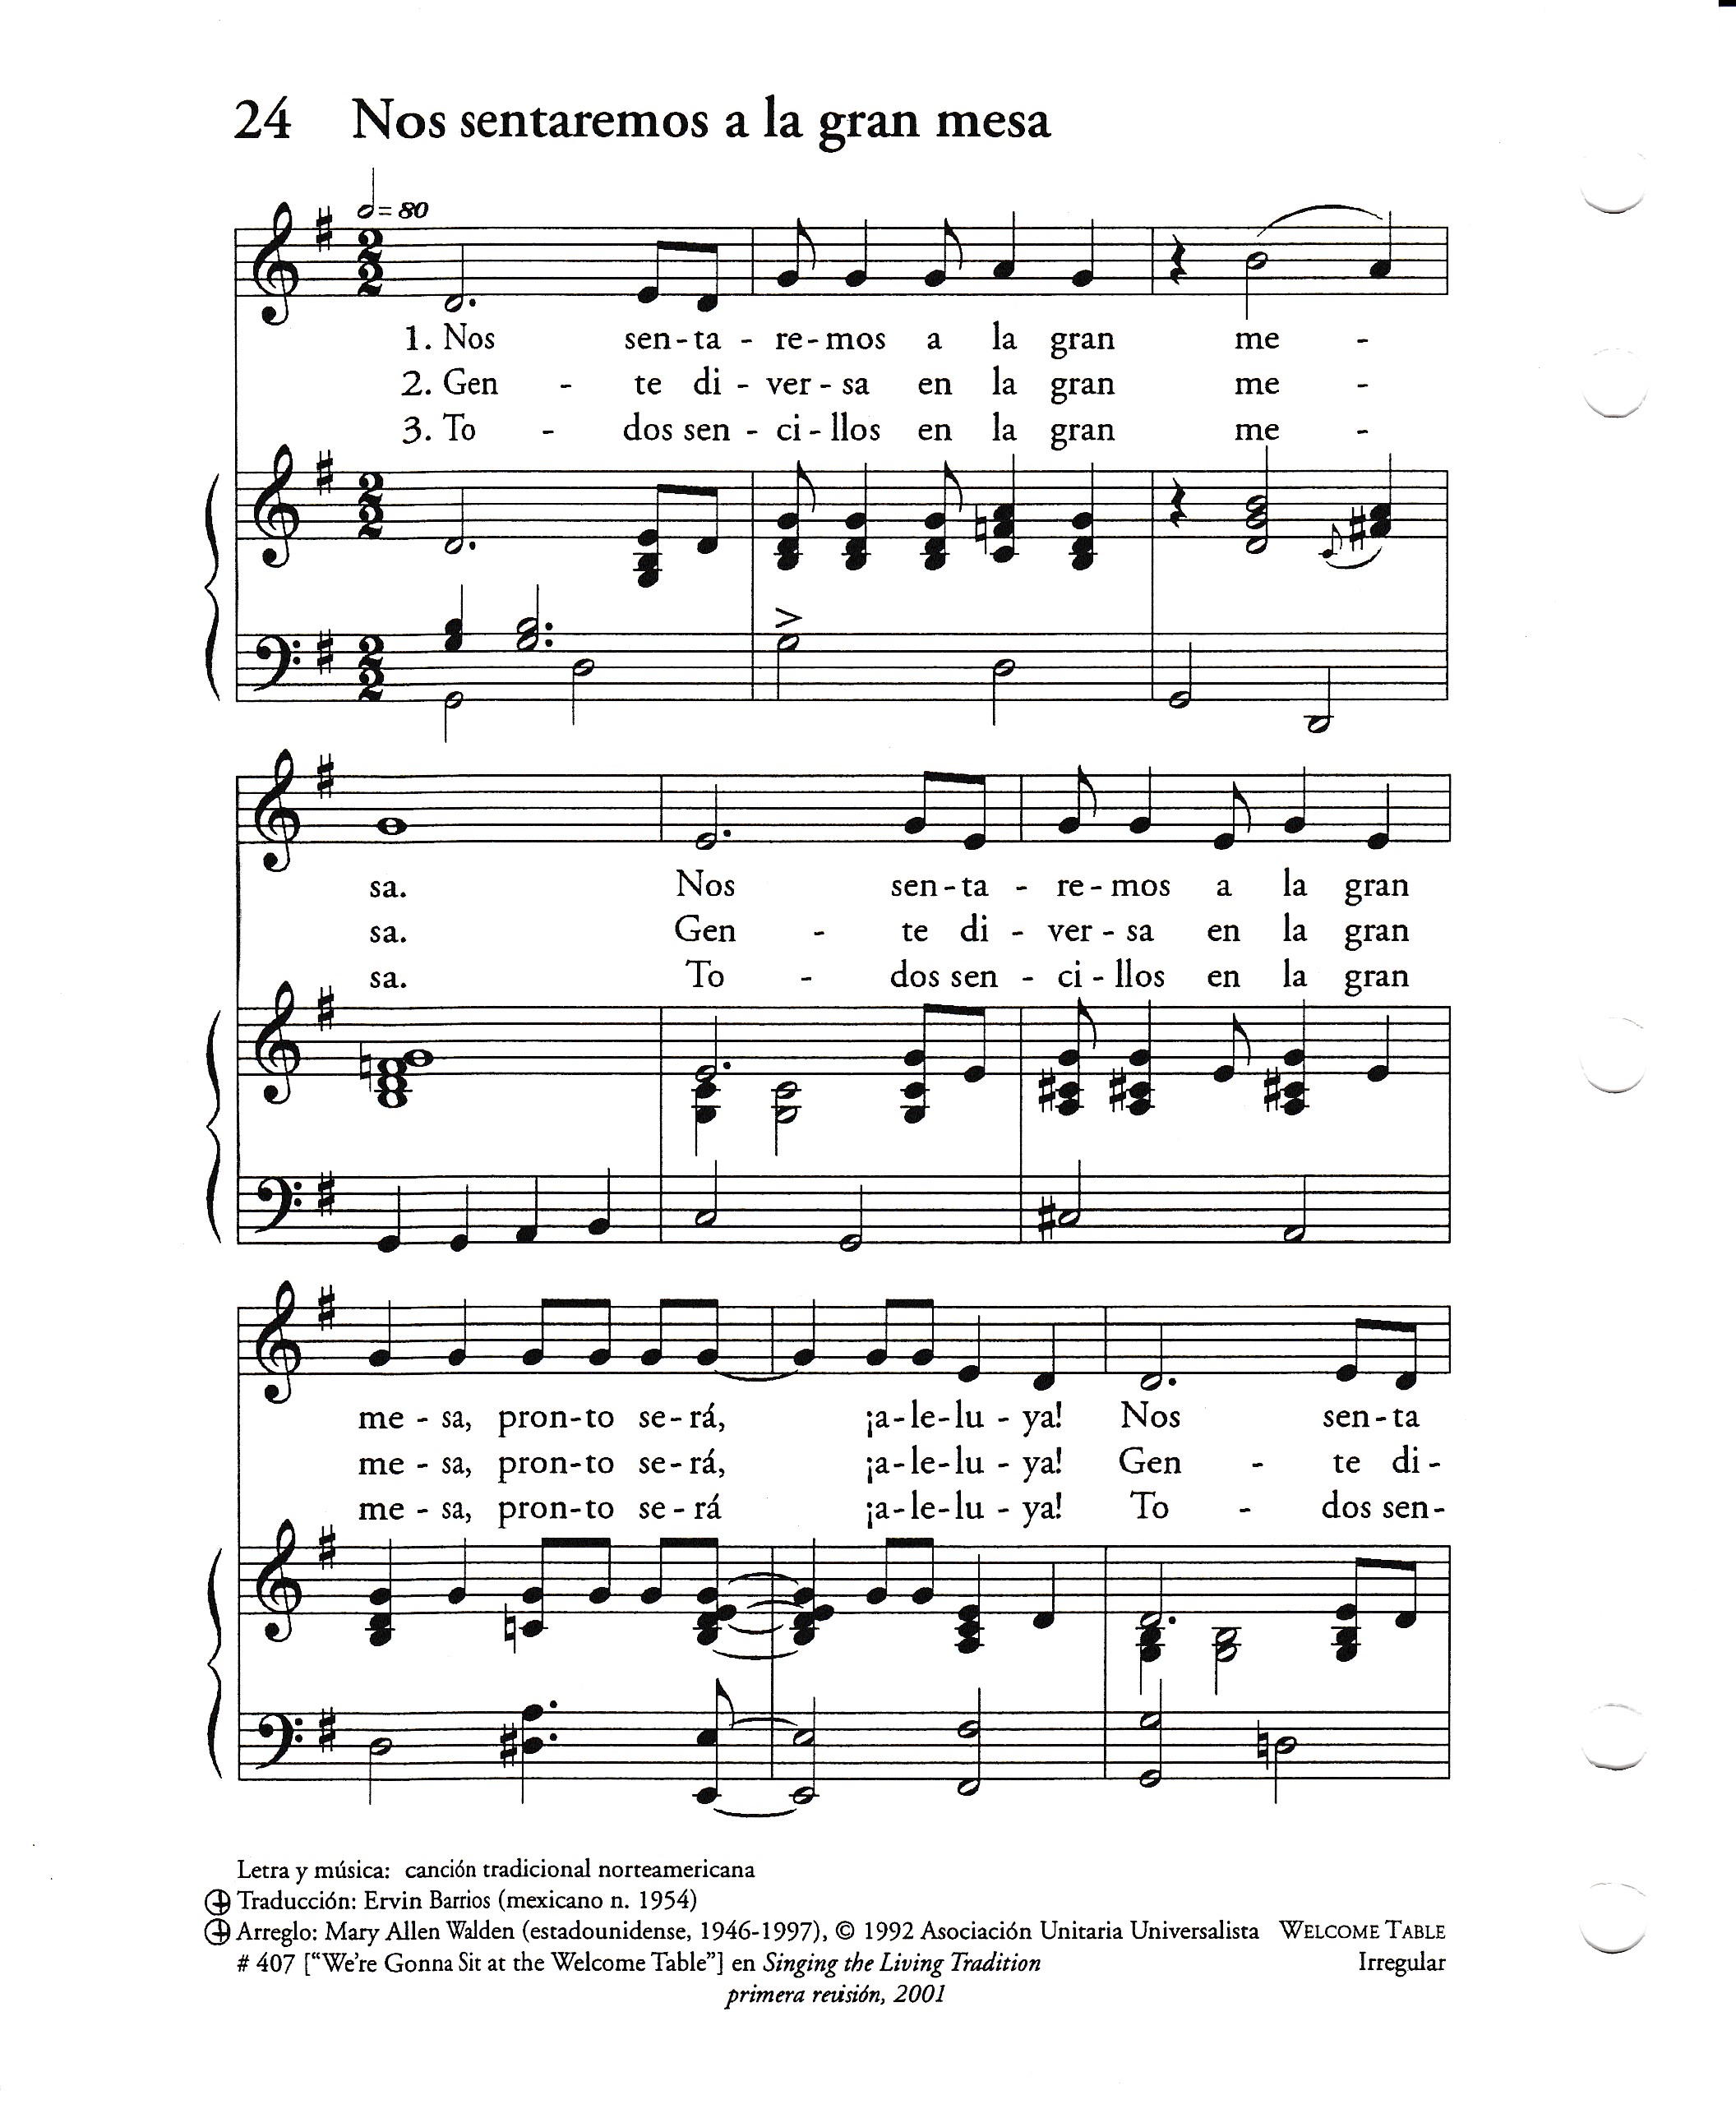 24 Nos sentaremos a la gran mesa
= 80
1. Nos sen-ta - re-mos a la gran me -
2. Gen - te di - ver - sa en la gran me -
3. To - dos sen - ci - llos en la gran me -
sa. Nos sen-ta - re-mos a la gran
sa. Gen - te di - ver - sa en la gran
sa. To - dos sen - ci - llos en la gran
me - sa, pron-to se-rá, ¡a-le-lu - ya! Nos sen-ta
me - sa, pron-to se-rá, ¡a-le-lu - ya! Gen - te di -
me - sa, pron-to se-rá ¡a-le-lu - ya! To - dos sen-
Letra y música: canción tradicional norteamericana
Traducción: Ervin Barrios (mexicano n. 1954)
Arreglo: Mary Allen Walden (estadounidense, 1946-1997), © 1992 Asociación Unitaria Universalista WELCOME TABLE
# 407 ["We're Gonna Sit at the Welcome Table"] en Singing the Living Tradition Irregular
primera revisión, 2001